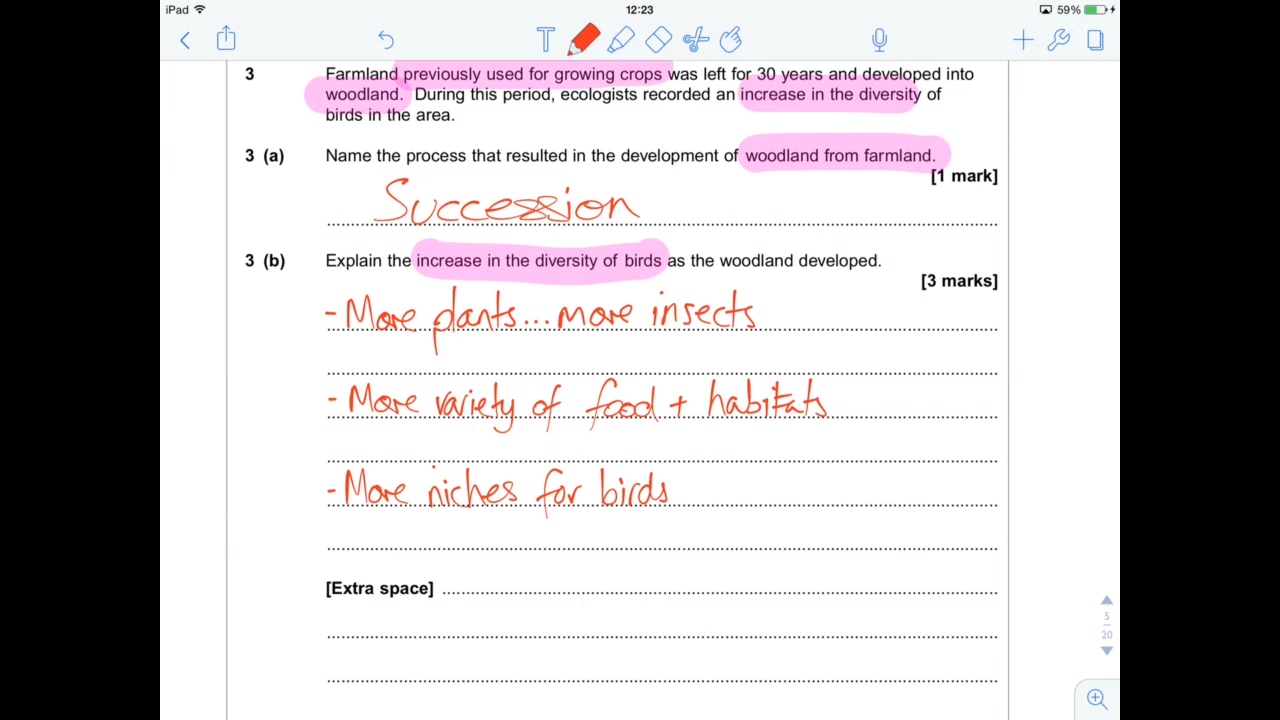 iPad 12:23 59%
T
3 Farmland previously used for growing crops was left for 30 years and developed into
woodland. During this period, ecologists recorded an increase in the diversity of
birds in the area.
3 (a) Name the process that resulted in the development of woodland from farmland.
[1 mark]
Succession
3 (b) Explain the increase in the diversity of birds as the woodland developed.
[3 marks]
- More plants... more insects
- More variety of food + habitats
- More niches for birds
[Extra space]
5
20